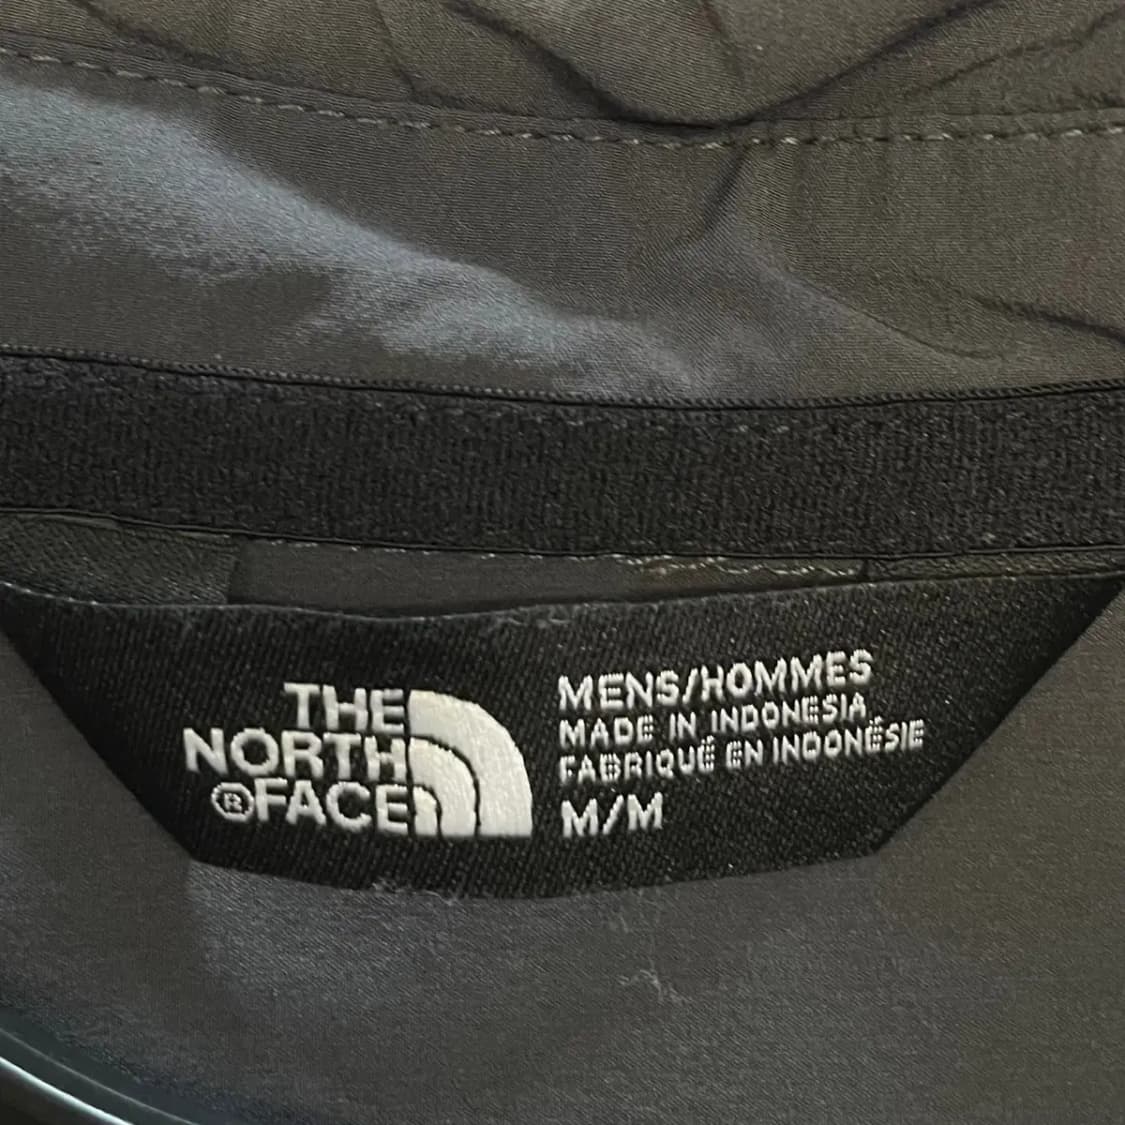 THE
NORTH
®FACE
MENS/HOMMES
MADE IN INDONESIA
FABRIQUÉ EN INDONÉSIE
M/M